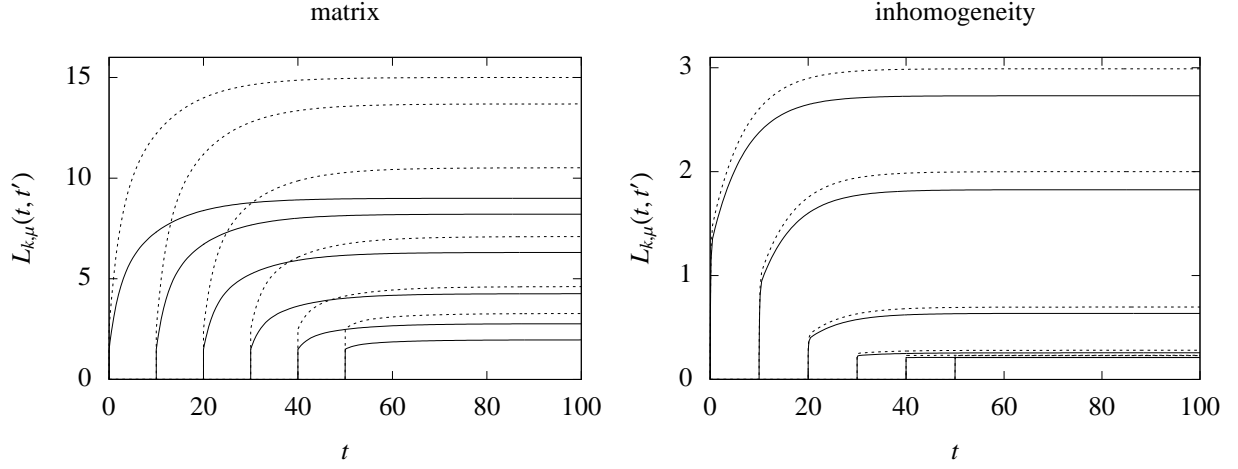 matrix
15
10
5
0
L_{k,μ}(t, t′)
0 20 40 60 80 100
t
inhomogeneity
3
2
1
0
L_{k,μ}(t, t′)
0 20 40 60 80 100
t